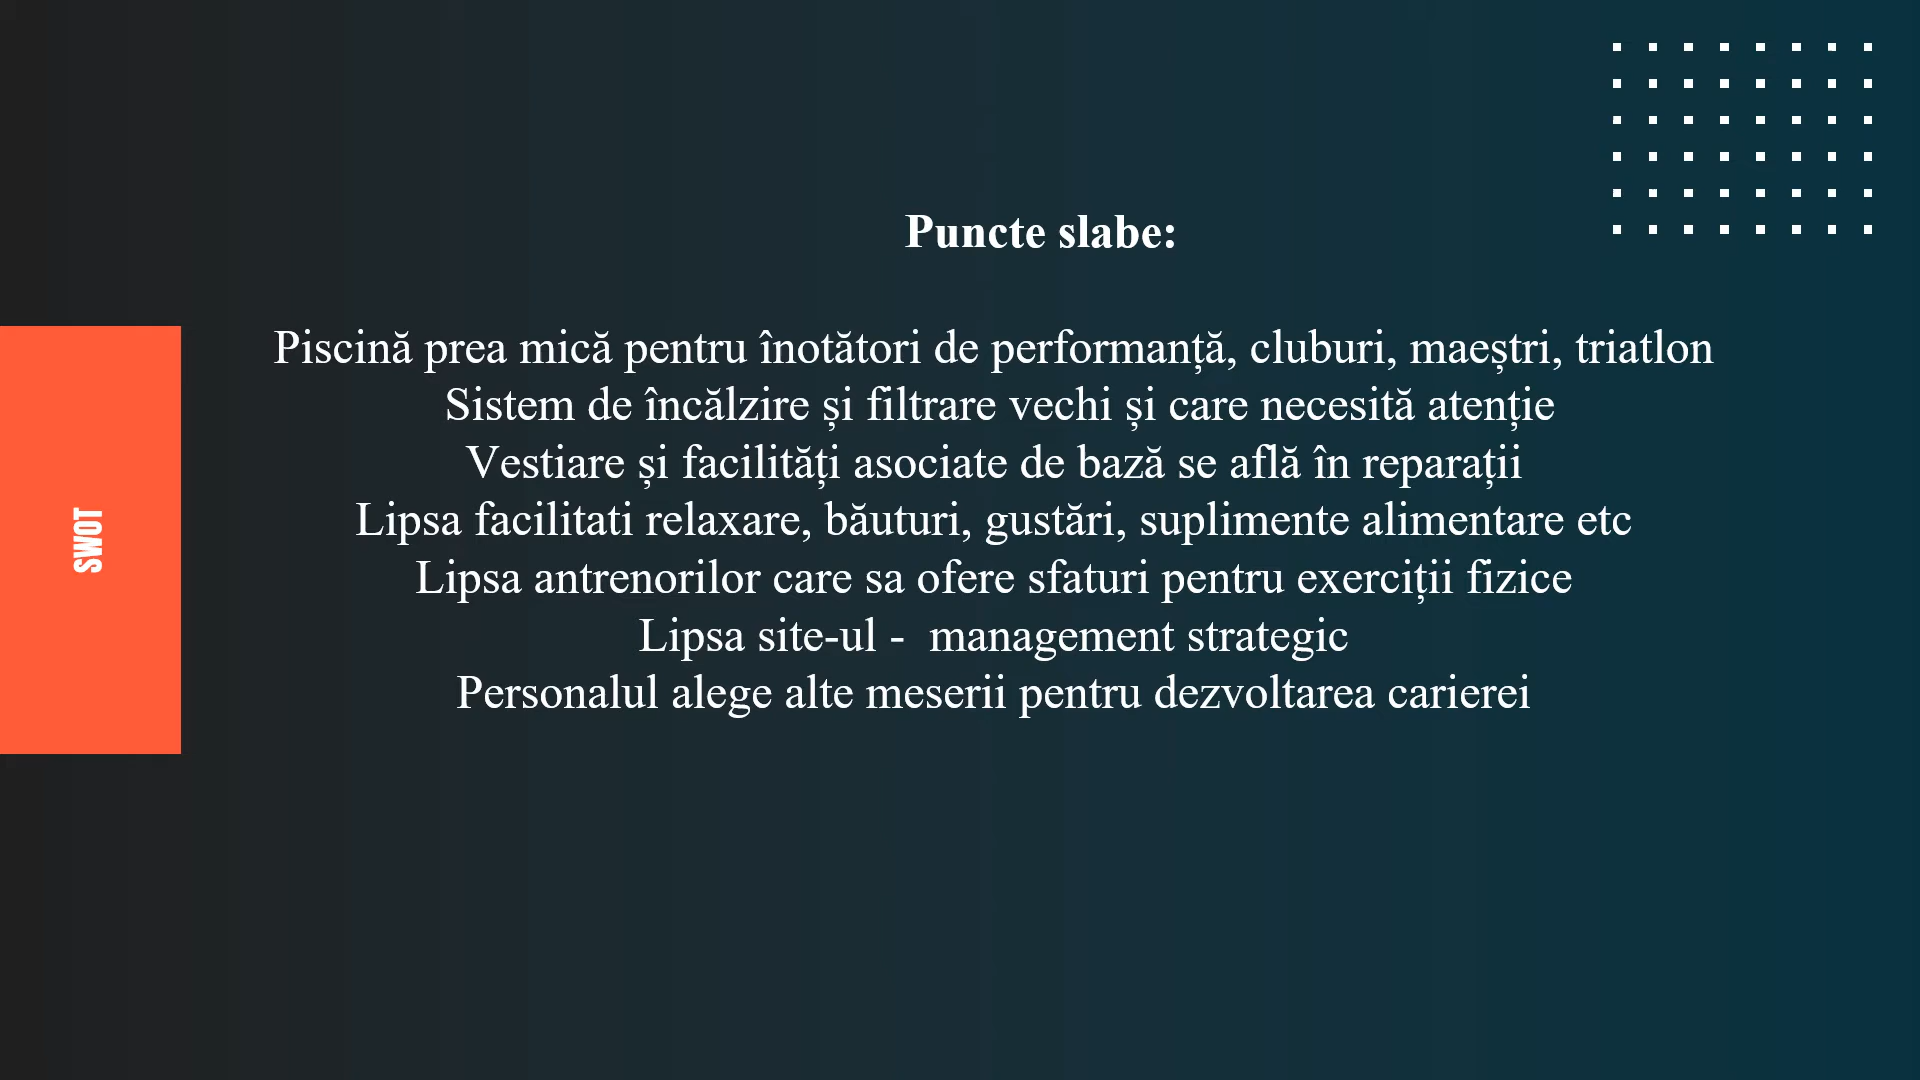 Puncte slabe:
Piscină prea mică pentru înotători de performanță, cluburi, maeștri, triatlon
Sistem de încălzire și filtrare vechi și care necesită atenție
Vestiare și facilități asociate de bază se află în reparații
Lipsa facilitati relaxare, băuturi, gustări, suplimente alimentare etc
Lipsa antrenorilor care sa ofere sfaturi pentru exerciții fizice
Lipsa site-ul -  management strategic
Personalul alege alte meserii pentru dezvoltarea carierei
SWOT